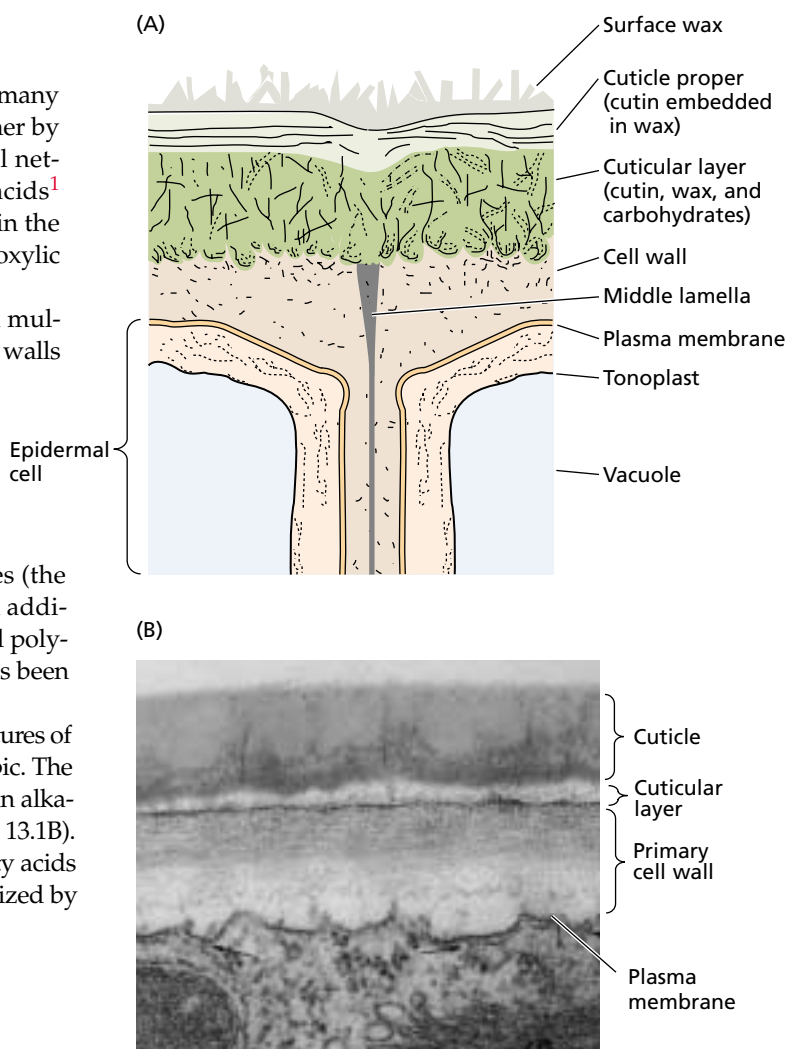 many
er by
l net-
acids1
in the
oxylic
mul-
walls
es (the
addi-
l poly-
s been
ures of
ic. The
n alka-
13.1B).
y acids
ized by
(A)
Surface wax
Cuticle proper
(cutin embedded
in wax)
Cuticular layer
(cutin, wax, and
carbohydrates)
Cell wall
Middle lamella
Plasma membrane
Tonoplast
Epidermal
cell
Vacuole
(B)
Cuticle
Cuticular
layer
Primary
cell wall
Plasma
membrane